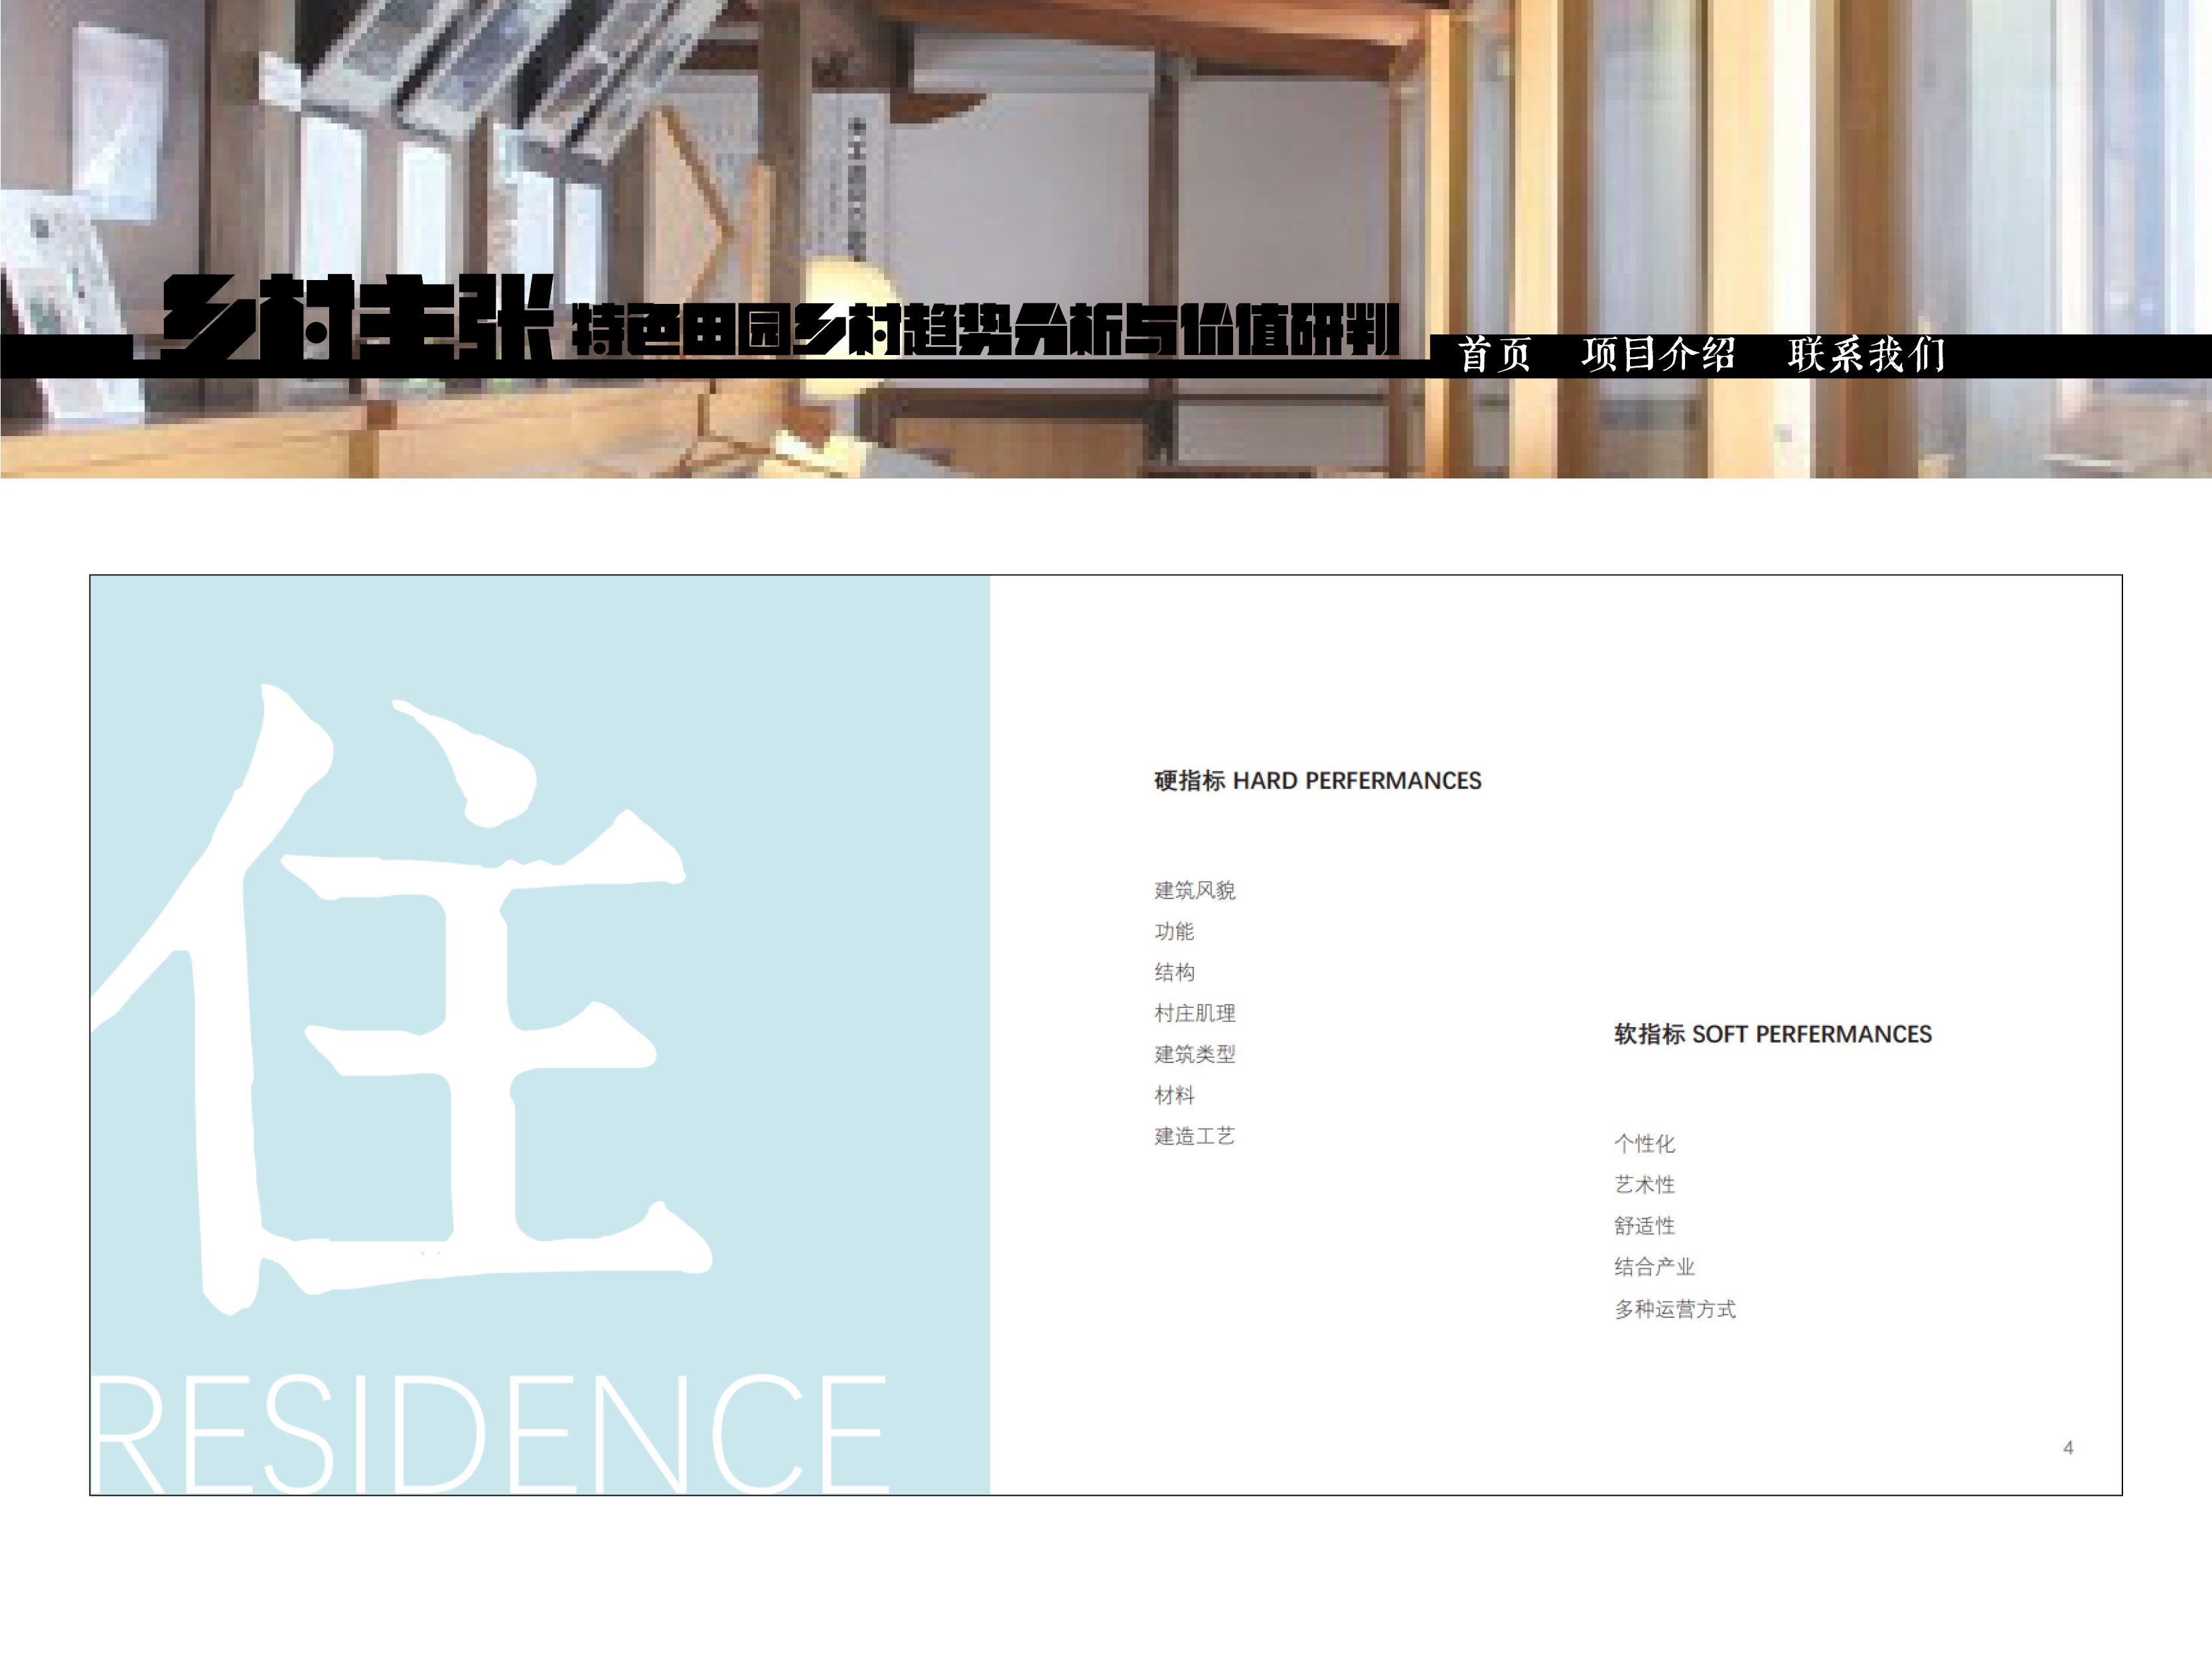 乡村主张 特色田园乡村趋势分析与价值研判
首页 项目介绍 联系我们
住
RESIDENCE
硬指标 HARD PERFERMANCES
建筑风貌
功能
结构
村庄肌理
建筑类型
材料
建造工艺
软指标 SOFT PERFERMANCES
个性化
艺术性
舒适性
结合产业
多种运营方式
4